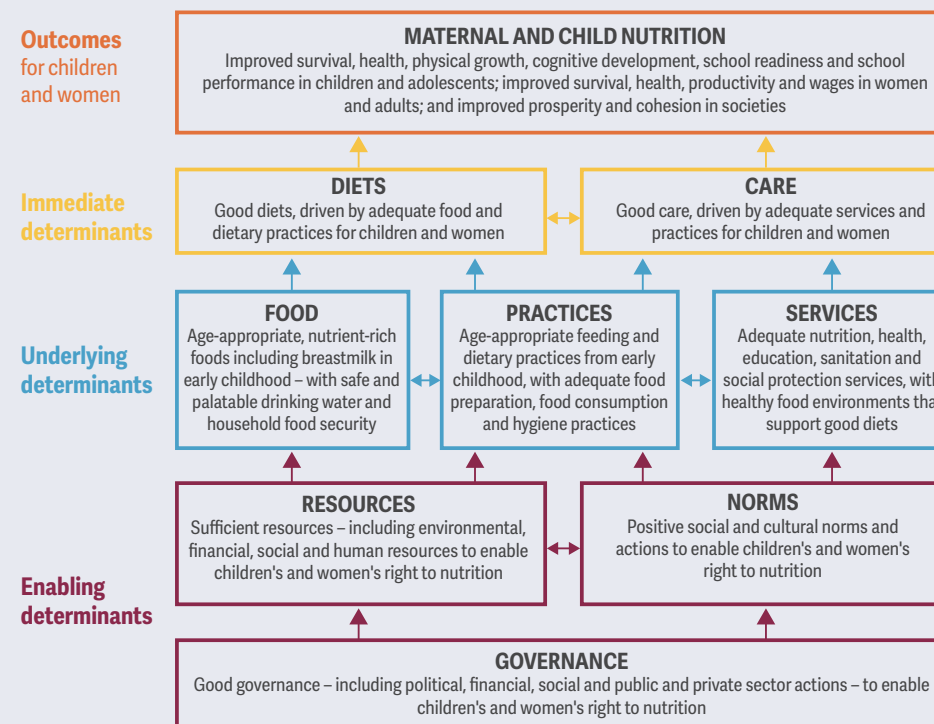 Outcomes
for children
and women
MATERNAL AND CHILD NUTRITION
Improved survival, health, physical growth, cognitive development, school readiness and school
performance in children and adolescents; improved survival, health, productivity and wages in women
and adults; and improved prosperity and cohesion in societies
Immediate
determinants
DIETS
Good diets, driven by adequate food and
dietary practices for children and women
CARE
Good care, driven by adequate services and
practices for children and women
Underlying
determinants
FOOD
Age-appropriate, nutrient-rich
foods including breastmilk in
early childhood – with safe and
palatable drinking water and
household food security
PRACTICES
Age-appropriate feeding and
dietary practices from early
childhood, with adequate food
preparation, food consumption
and hygiene practices
SERVICES
Adequate nutrition, health,
education, sanitation and
social protection services, with
healthy food environments tha
support good diets
Enabling
determinants
RESOURCES
Sufficient resources – including environmental,
financial, social and human resources to enable
children's and women's right to nutrition
NORMS
Positive social and cultural norms and
actions to enable children's and women's
right to nutrition
GOVERNANCE
Good governance – including political, financial, social and public and private sector actions – to enable
children's and women's right to nutrition